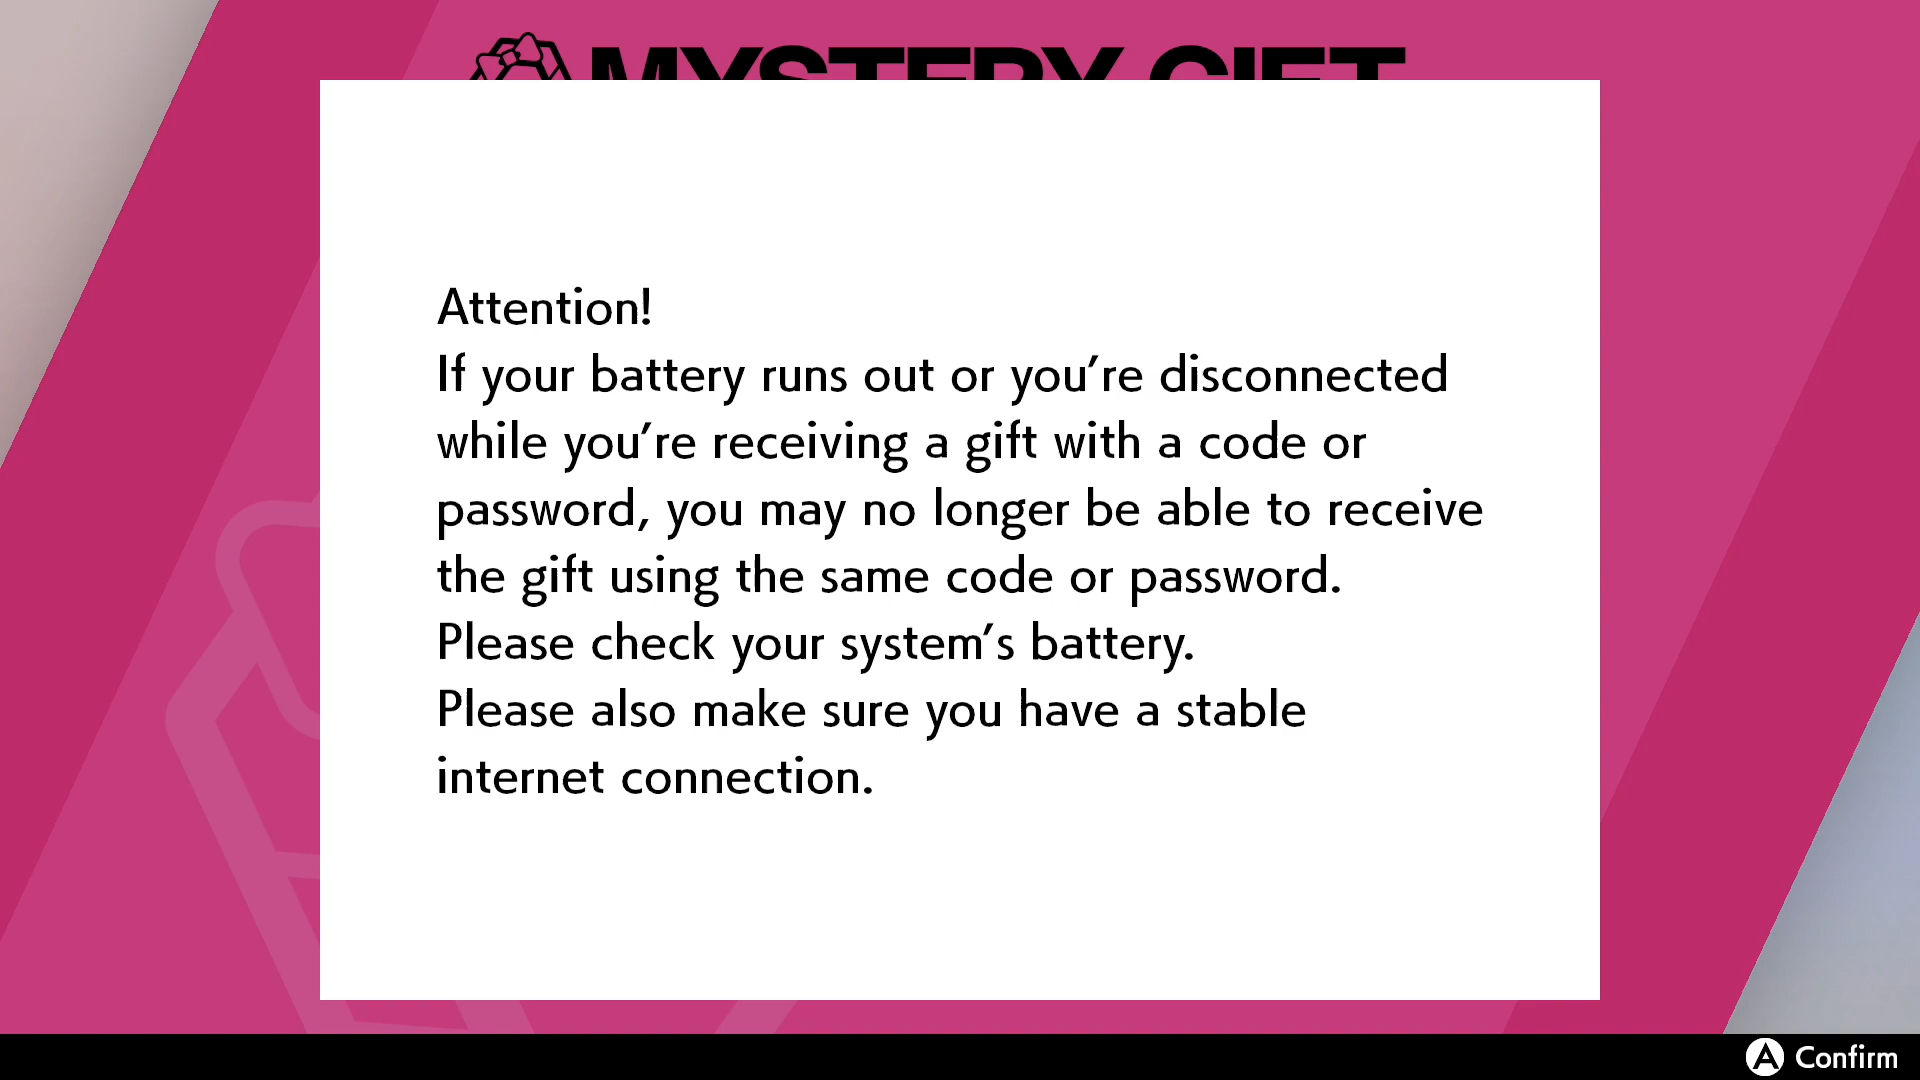 MYSTERY GIFT
Attention!
If your battery runs out or you’re disconnected
while you’re receiving a gift with a code or
password, you may no longer be able to receive
the gift using the same code or password.
Please check your system’s battery.
Please also make sure you have a stable
internet connection.
A Confirm